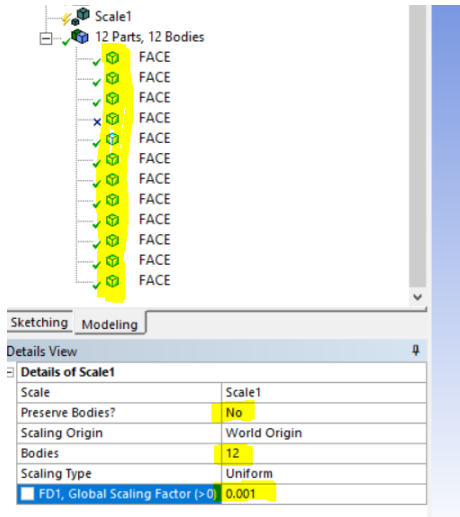 Scale1
12 Parts, 12 Bodies
FACE
FACE
FACE
FACE
FACE
FACE
FACE
FACE
FACE
FACE
FACE
FACE
Sketching Modeling
Details View
Details of Scale1
Scale Scale1
Preserve Bodies? No
Scaling Origin World Origin
Bodies 12
Scaling Type Uniform
FD1, Global Scaling Factor (>0) 0.001